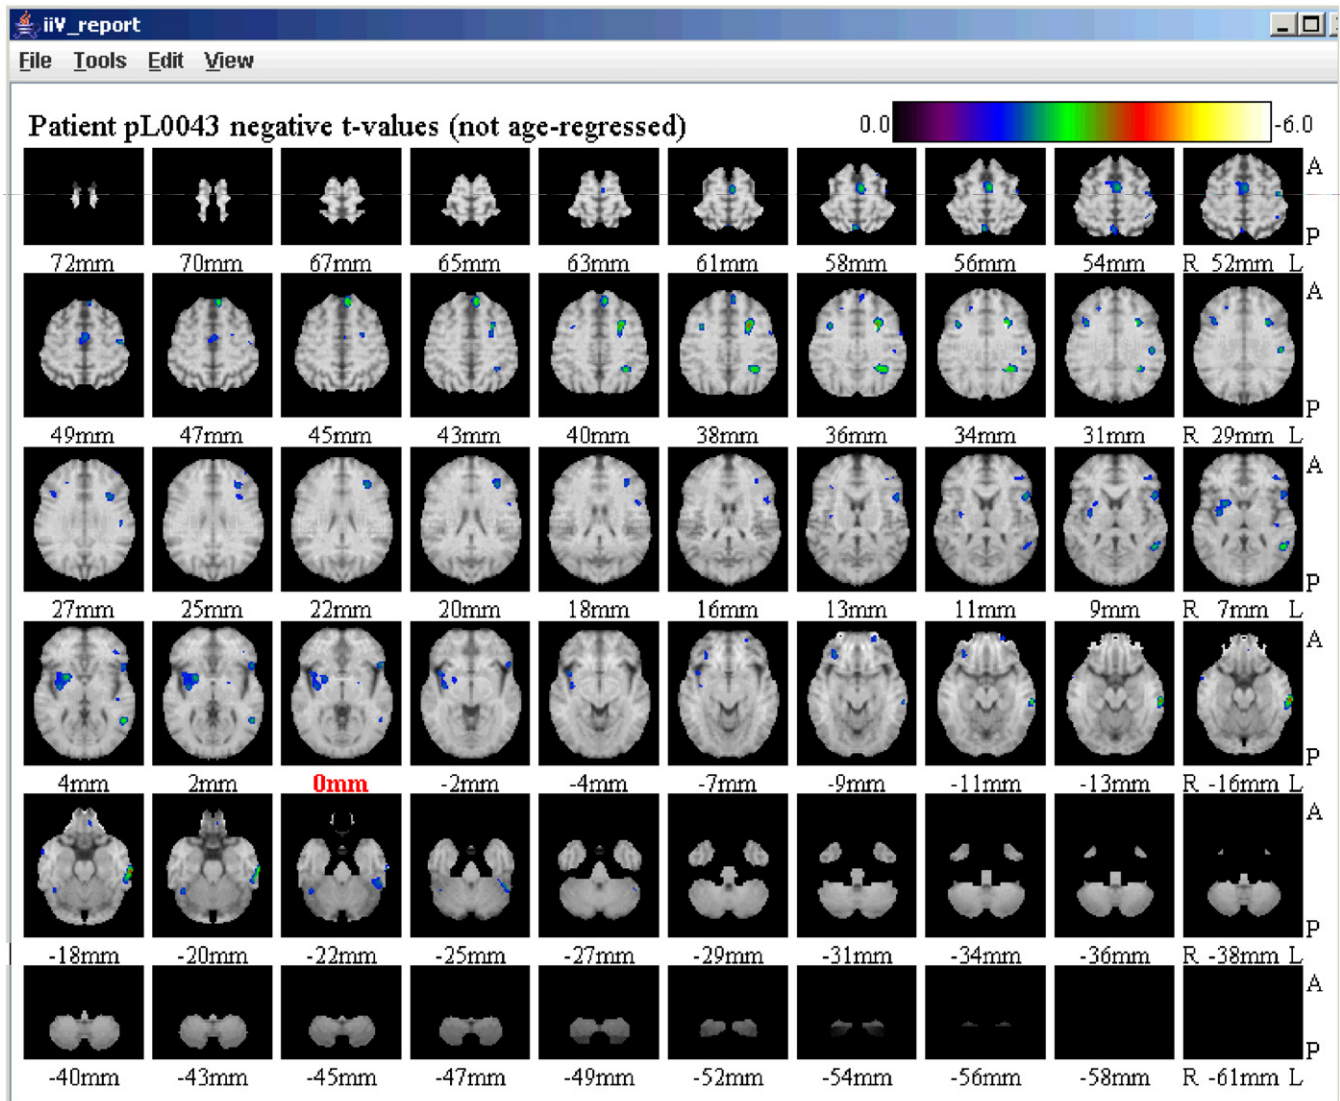 iiV_report
File Tools Edit View
Patient pL0043 negative t-values (not age-regressed)
0.0 -6.0
A
P
72mm 70mm 67mm 65mm 63mm 61mm 58mm 56mm 54mm R 52mm L
A
P
49mm 47mm 45mm 43mm 40mm 38mm 36mm 34mm 31mm R 29mm L
A
P
27mm 25mm 22mm 20mm 18mm 16mm 13mm 11mm 9mm R 7mm L
A
P
4mm 2mm 0mm -2mm -4mm -7mm -9mm -11mm -13mm R -16mm L
A
P
-18mm -20mm -22mm -25mm -27mm -29mm -31mm -34mm -36mm R -38mm L
A
P
-40mm -43mm -45mm -47mm -49mm -52mm -54mm -56mm -58mm R -61mm L